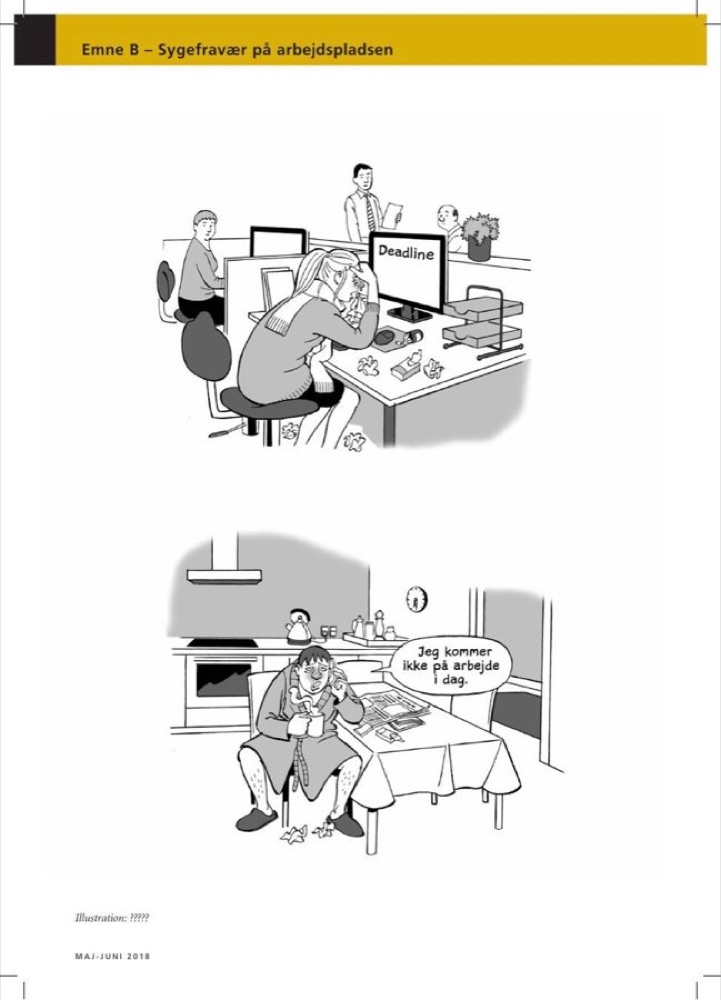 Emne B – Sygefravær på arbejdspladsen
Deadline
Jeg kommer
ikke på arbejde
i dag.
Illustration: ?????
MAJ-JUNI 2018